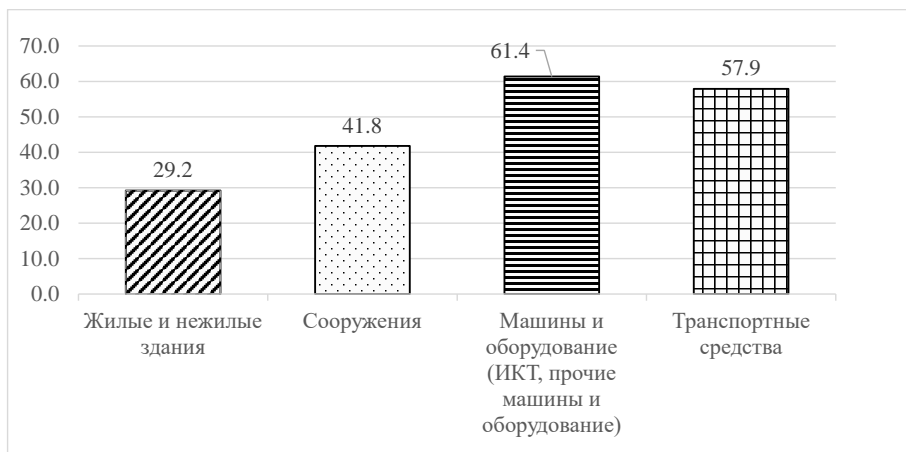 70.0
60.0
50.0
40.0
30.0
20.0
10.0
0.0
29.2
41.8
61.4
57.9
Жилые и нежилые
здания
Сооружения
Машины и
оборудование
(ИКТ, прочие
машины и
оборудование)
Транспортные
средства